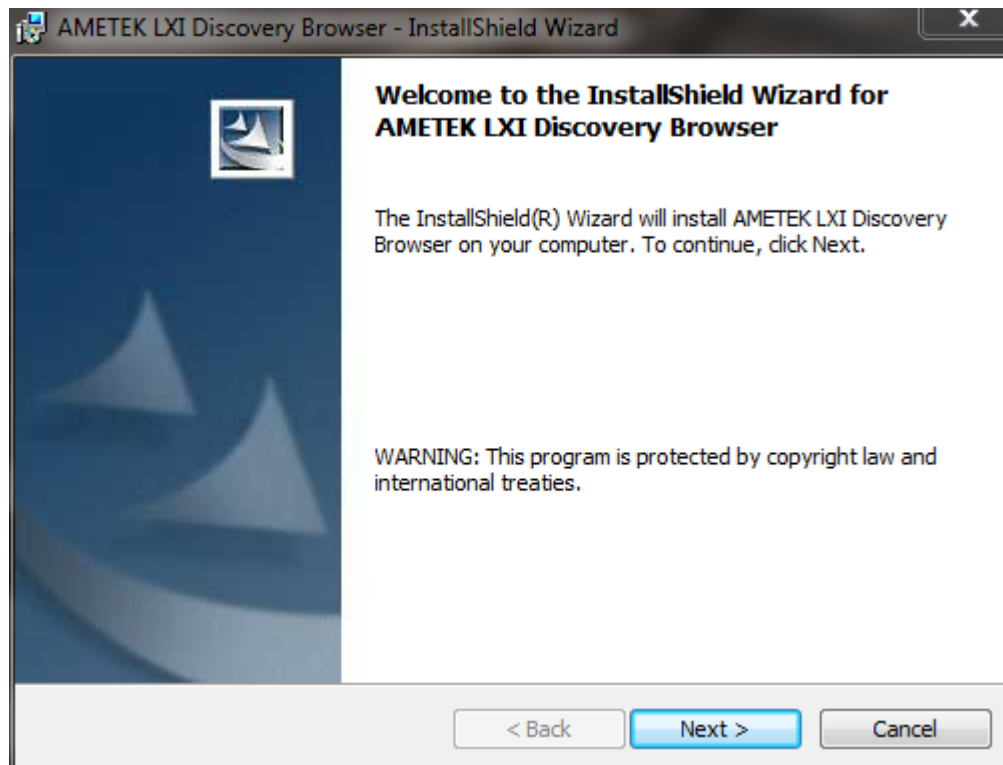 AMETEK LXI Discovery Browser - InstallShield Wizard
X
Welcome to the InstallShield Wizard for
AMETEK LXI Discovery Browser
The InstallShield(R) Wizard will install AMETEK LXI Discovery
Browser on your computer. To continue, click Next.
WARNING: This program is protected by copyright law and
international treaties.
< Back Next > Cancel